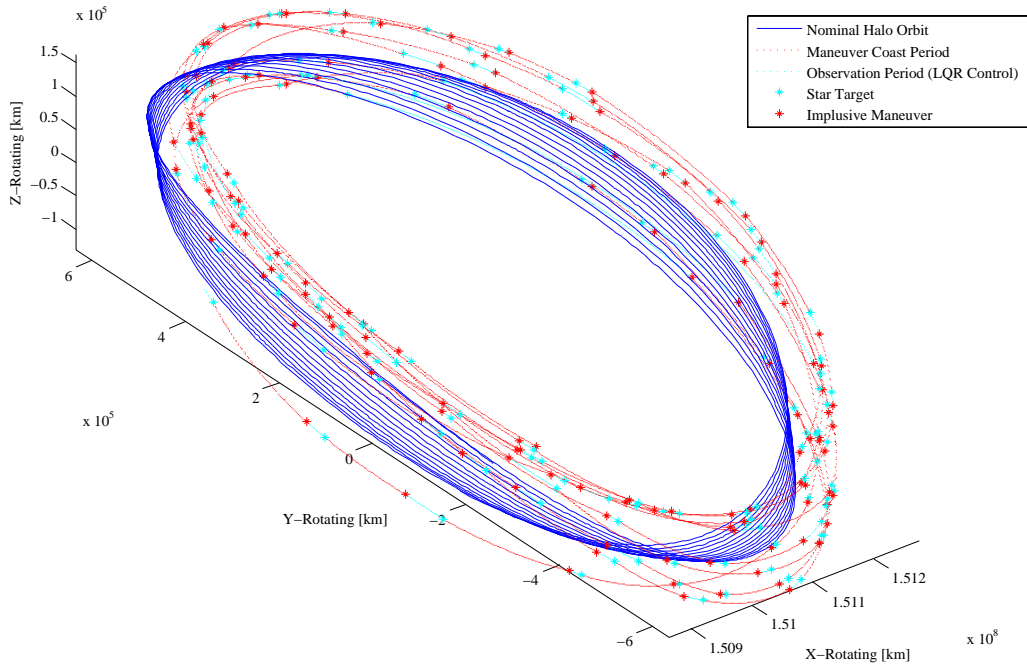 x 10^5
1.5
1
0.5
0
−0.5
−1
Z−Rotating [km]
6
4
2
0
−2
−4
−6
x 10^5
Y−Rotating [km]
1.509
1.51
1.511
1.512
x 10^8
X−Rotating [km]
Nominal Halo Orbit
Maneuver Coast Period
Observation Period (LQR Control)
Star Target
Implusive Maneuver